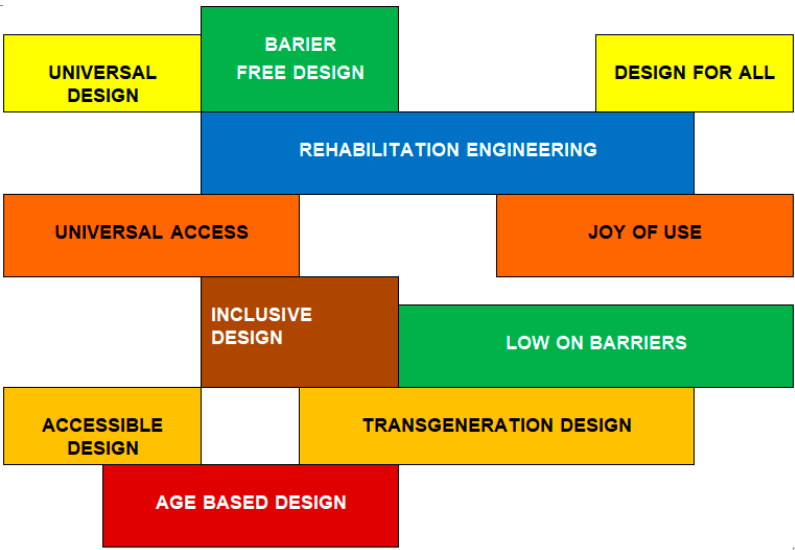 BARIER
FREE DESIGN
UNIVERSAL
DESIGN
DESIGN FOR ALL
REHABILITATION ENGINEERING
UNIVERSAL ACCESS
JOY OF USE
INCLUSIVE
DESIGN
LOW ON BARRIERS
ACCESSIBLE
DESIGN
TRANSGENERATION DESIGN
AGE BASED DESIGN